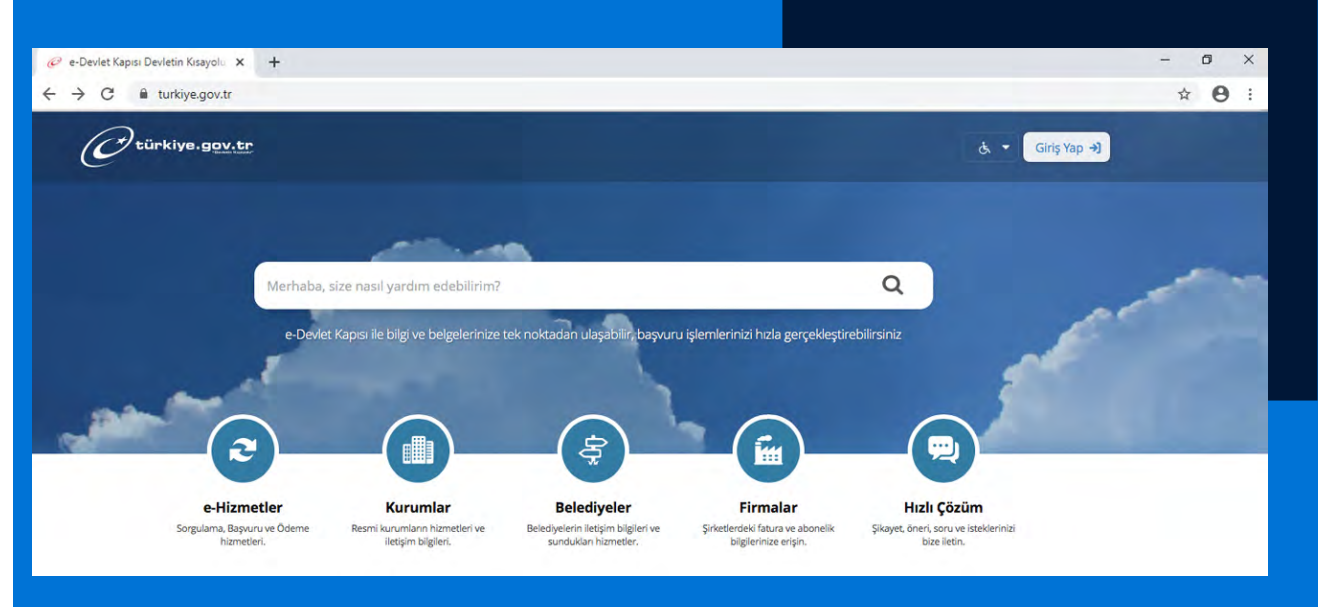 e-Devlet Kapısı Devletin Kısayolu
turkiye.gov.tr
türkiye.gov.tr
Giriş Yap
Merhaba, size nasıl yardım edebilirim?
e-Devlet Kapısı ile bilgi ve belgelerinize tek noktadan ulaşabilir, başvuru işlemlerinizi hızla gerçekleştirebilirsiniz
e-Hizmetler
Sorgulama, Başvuru ve Ödeme
hizmetleri.
Kurumlar
Resmi kurumların hizmetleri ve
iletişim bilgileri.
Belediyeler
Belediyelerin iletişim bilgileri ve
sundukları hizmetler.
Firmalar
Şirketlerdeki fatura ve abonelik
bilgilerinize erişin.
Hızlı Çözüm
Şikayet, öneri, soru ve isteklerinizi
bize iletin.